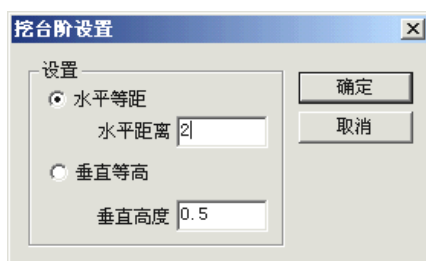 挖台阶设置
设置
水平等距
水平距离 2
垂直等高
垂直高度 0.5
确定
取消